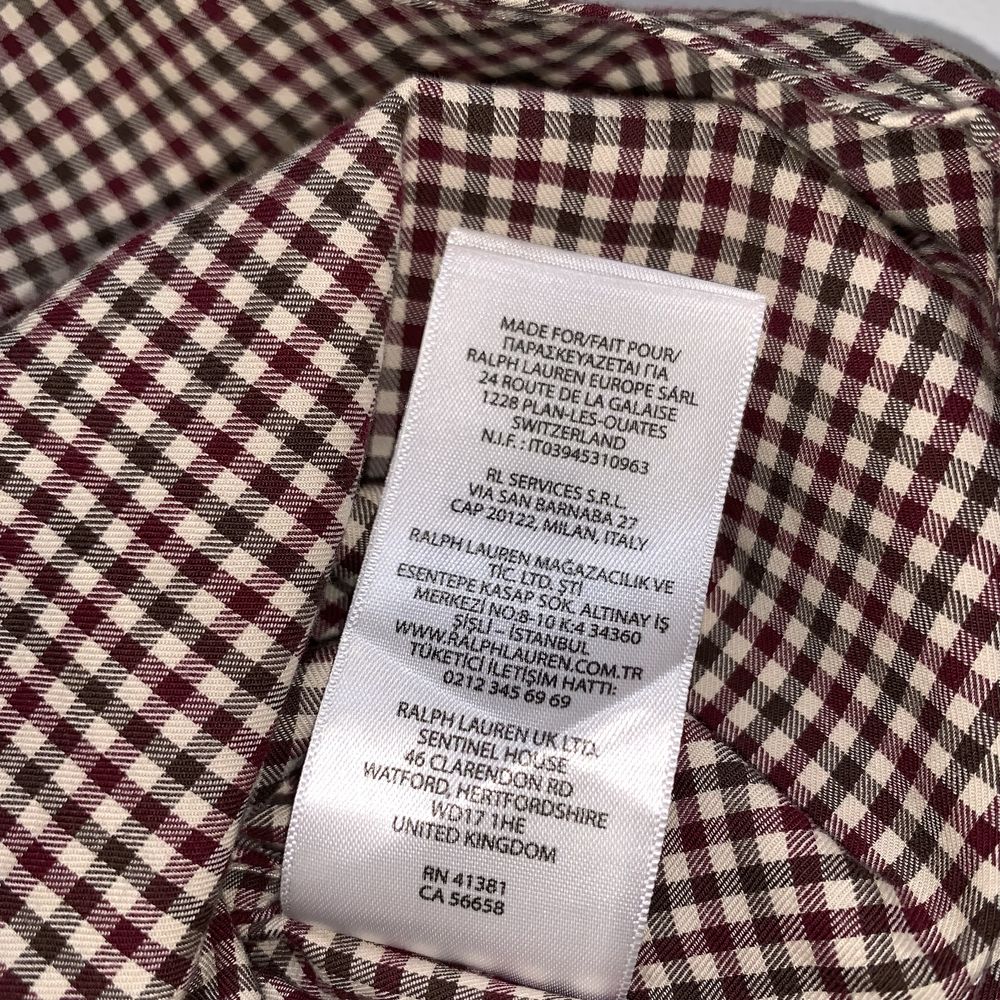 MADE FOR/FAIT POUR/
ΠΑΡΑΣΚΕΥΑΖΕΤΑΙ ΓΙΑ
RALPH LAUREN EUROPE SÁRL
24 ROUTE DE LA GALAISE
1228 PLAN-LES-OUATES
SWITZERLAND
N.I.F. : IT03945310963
RL SERVICES S.R.L.
VIA SAN BARNABA 27
CAP 20122, MILAN, ITALY
RALPH LAUREN MAĞAZACILIK VE
TİC. LTD. ŞTİ
ESENTEPE KASAP SOK. ALTINAY İŞ
MERKEZİ NO:8-10 K-4 34360
ŞİŞLİ – İSTANBUL
WWW.RALPHLAUREN.COM.TR
TÜKETİCİ İLETİŞİM HATTI:
0212 345 69 69
RALPH LAUREN UK LTD.
SENTINEL HOUSE
46 CLARENDON RD
WATFORD, HERTFORDSHIRE
WD17 1HE
UNITED KINGDOM
RN 41381
CA 56658